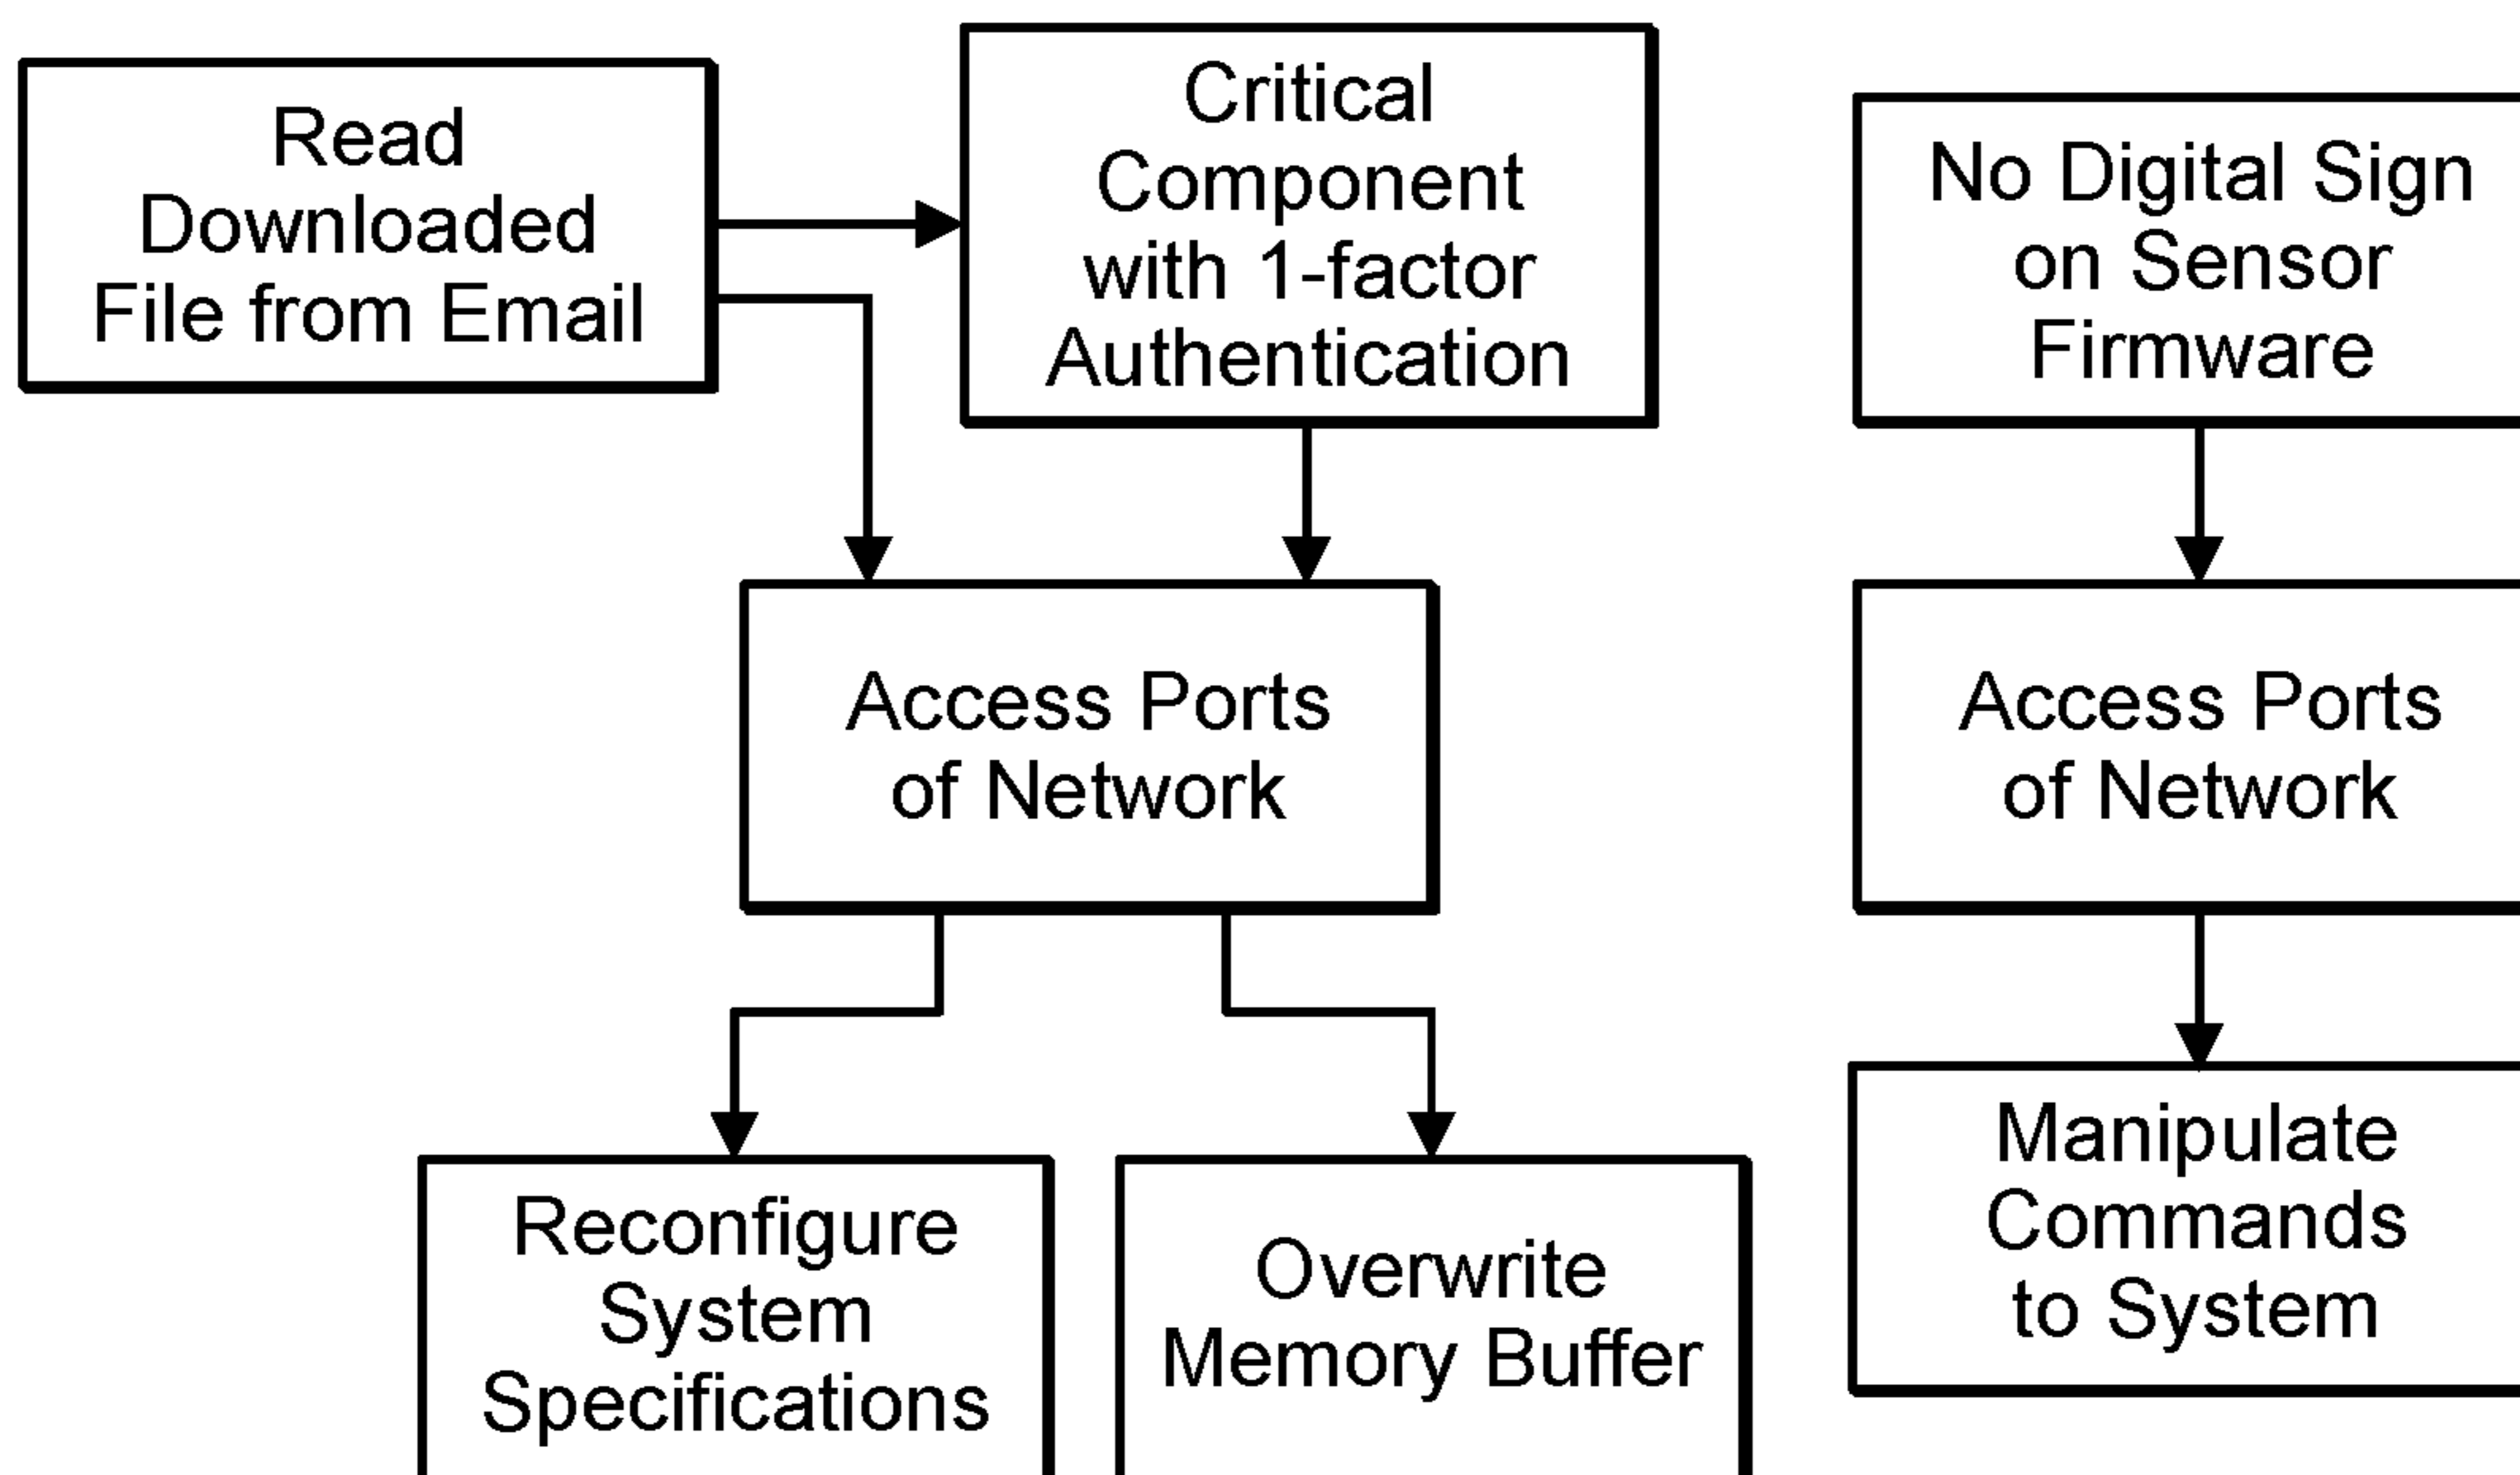 Read
Downloaded
File from Email
Critical
Component
with 1-factor
Authentication
No Digital Sign
on Sensor
Firmware
Access Ports
of Network
Access Ports
of Network
Reconfigure
System
Specifications
Overwrite
Memory Buffer
Manipulate
Commands
to System